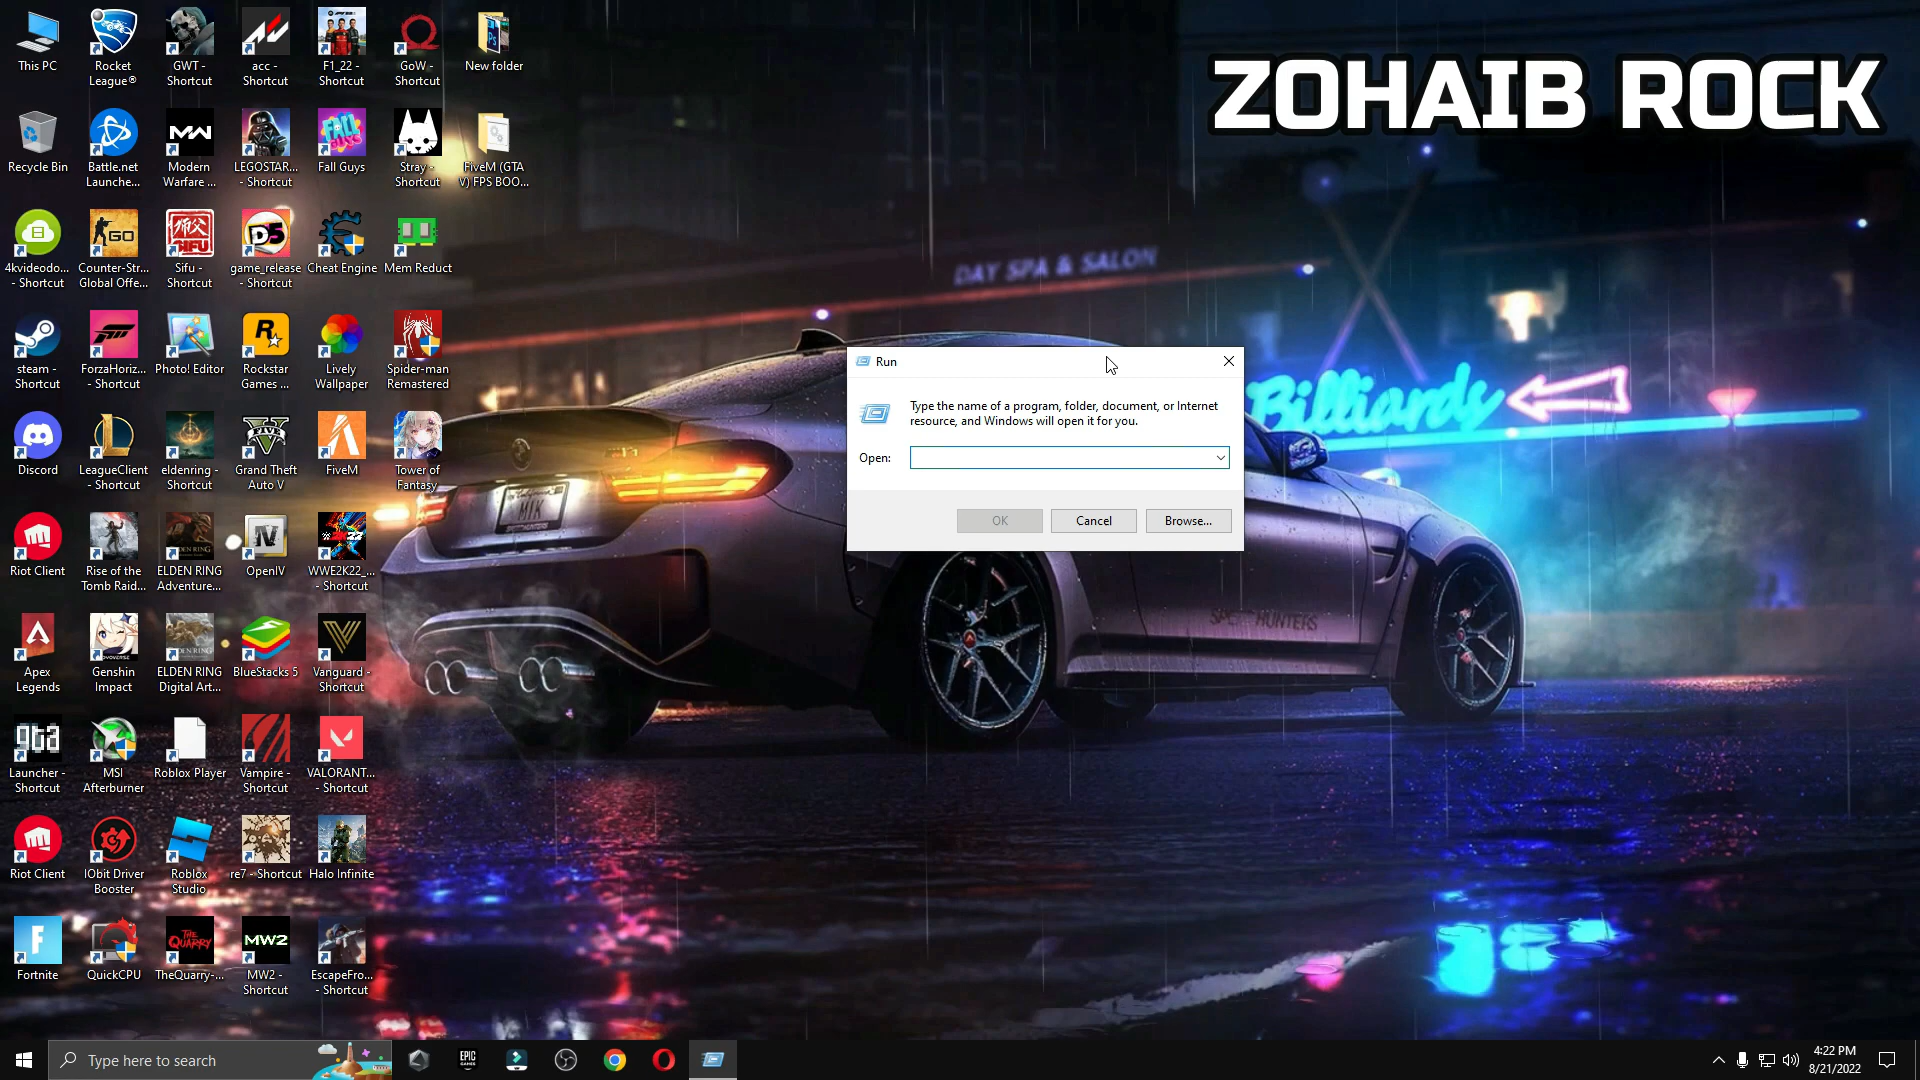 ZOHAIB ROCK
This PC
Rocket
League®
GWT -
Shortcut
acc -
Shortcut
F1_22 -
Shortcut
GoW -
Shortcut
New folder
Recycle Bin
Battle.net
Launche...
Modern
Warfare ...
LEGOSTAR...
- Shortcut
Fall Guys
Stray -
Shortcut
FiveM (GTA
V) FPS BOO...
4kvideodo...
- Shortcut
Counter-Str...
Global Offe...
Sifu -
Shortcut
game_release
- Shortcut
Cheat Engine
Mem Reduct
steam -
Shortcut
ForzaHoriz...
- Shortcut
Photo! Editor
Rockstar
Games ...
Lively
Wallpaper
Spider-man
Remastered
Discord
LeagueClient
- Shortcut
eldenring -
Shortcut
Grand Theft
Auto V
FiveM
Tower of
Fantasy
Riot Client
Rise of the
Tomb Raid...
ELDEN RING
Adventure...
OpenIV
WWE2K22_...
- Shortcut
Apex
Legends
Genshin
Impact
ELDEN RING
Digital Art...
BlueStacks 5
Vanguard -
Shortcut
Launcher -
Shortcut
MSI
Afterburner
Roblox Player
Vampire -
Shortcut
VALORANT...
- Shortcut
Riot Client
IObit Driver
Booster
Roblox
Studio
re7 - Shortcut
Halo Infinite
Fortnite
QuickCPU
TheQuarry-...
MW2 -
Shortcut
EscapeFro...
- Shortcut
DAY SPA & SALON
Billiards
SPEEDHUNTERS
M1K
Run
Type the name of a program, folder, document, or Internet
resource, and Windows will open it for you.
Open:
OK
Cancel
Browse...
Type here to search
EPIC
GAMES
4:22 PM
8/21/2022